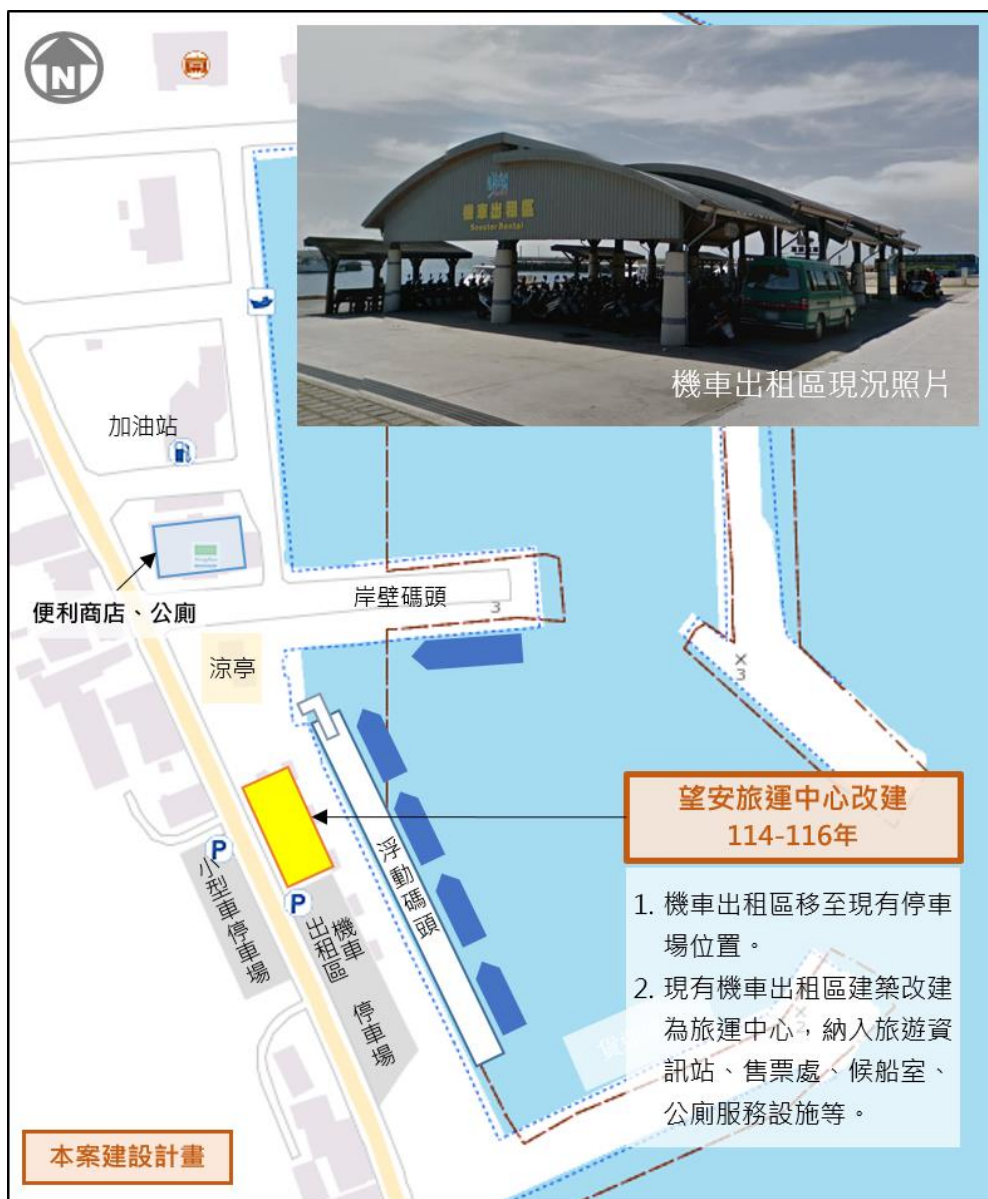 N
機車出租區
Scooter Rental
機車出租區現況照片
加油站
便利商店、公廁
岸壁碼頭
3
涼亭
3
望安旅運中心改建
114-116年
P
小型車停車場
P
機車
出租區
停車場
浮動碼頭
1. 機車出租區移至現有停車
場位置。
2. 現有機車出租區建築改建
為旅運中心，納入旅遊資
訊站、售票處、候船室、
公廁服務設施等。
本案建設計畫